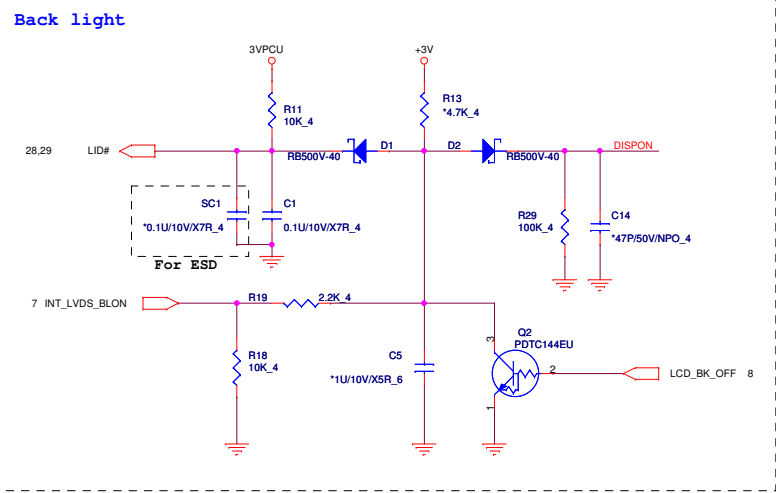 Back light
3VPCU
+3V
R11
10K_4
R13
*4.7K_4
28,29
LID#
RB500V-40
D1
D2
RB500V-40
DISPON
SC1
*0.1U/10V/X7R_4
C1
0.1U/10V/X7R_4
For ESD
R29
100K_4
C14
*47P/50V/NPO_4
7
INT_LVDS_BLON
R19
2.2K_4
R18
10K_4
C5
*1U/10V/X5R_6
3
Q2
PDTC144EU
2
1
LCD_BK_OFF
8